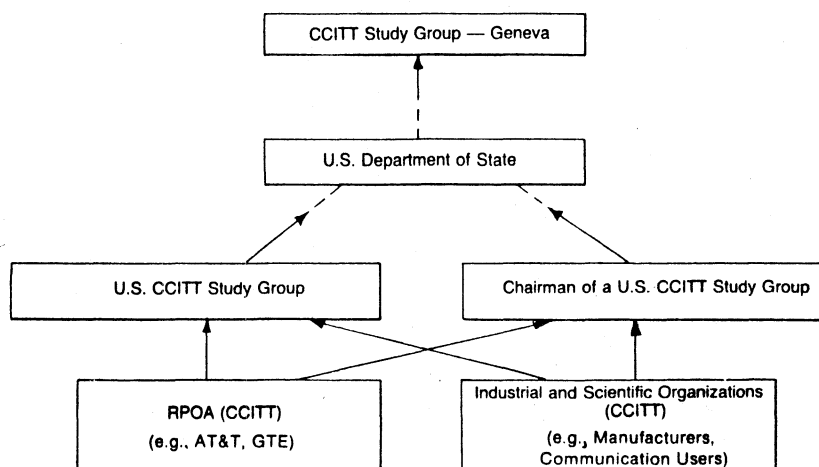 CCITT Study Group — Geneva
U.S. Department of State
U.S. CCITT Study Group
Chairman of a U.S. CCITT Study Group
RPOA (CCITT)
(e.g., AT&T, GTE)
Industrial and Scientific Organizations
(CCITT)
(e.g., Manufacturers,
Communication Users)